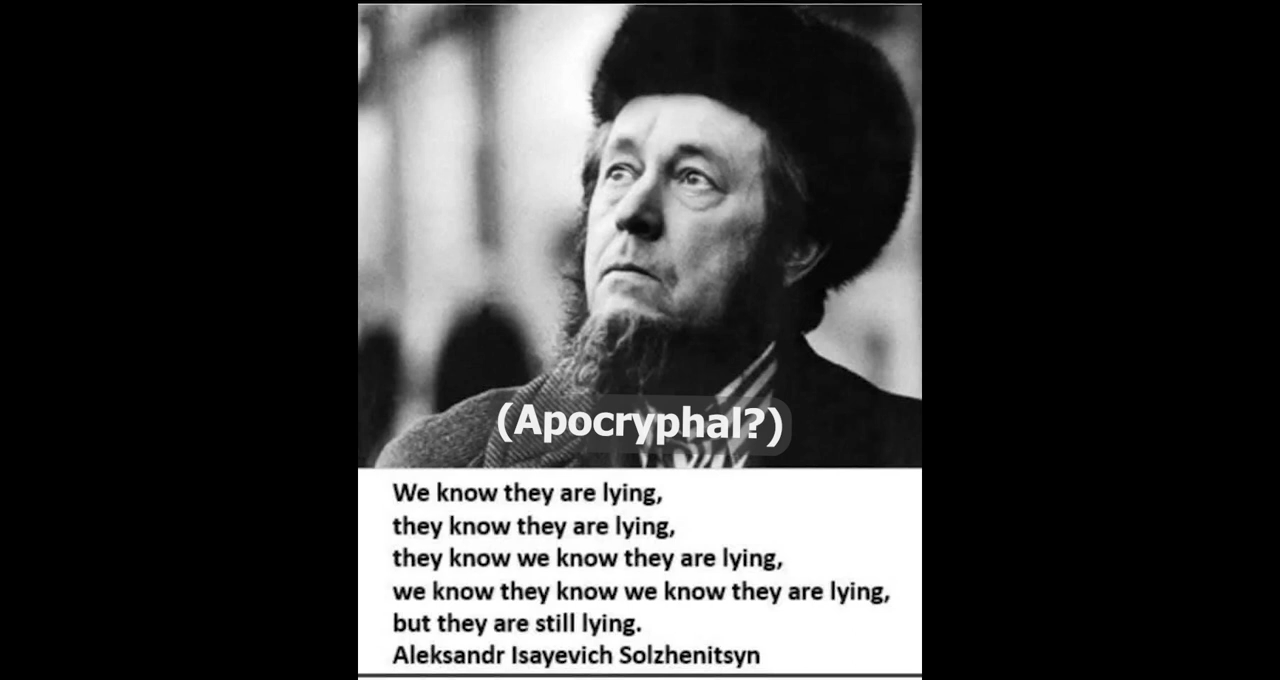 (Apocryphal?)
We know they are lying,
they know they are lying,
they know we know they are lying,
we know they know we know they are lying,
but they are still lying.
Aleksandr Isayevich Solzhenitsyn